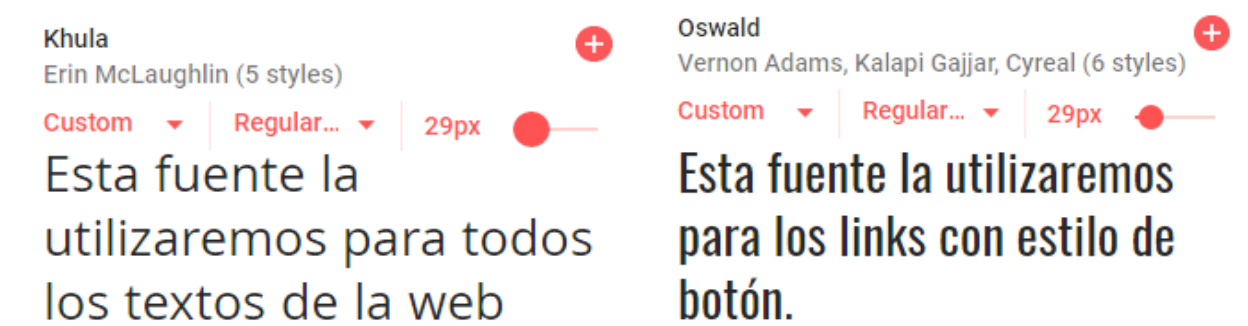 Khula
Erin McLaughlin (5 styles)
Custom
Regular...
29px
Esta fuente la
utilizaremos para todos
los textos de la web
Oswald
Vernon Adams, Kalapi Gajjar, Cyreal (6 styles)
Custom
Regular...
29px
Esta fuente la utilizaremos
para los links con estilo de
botón.